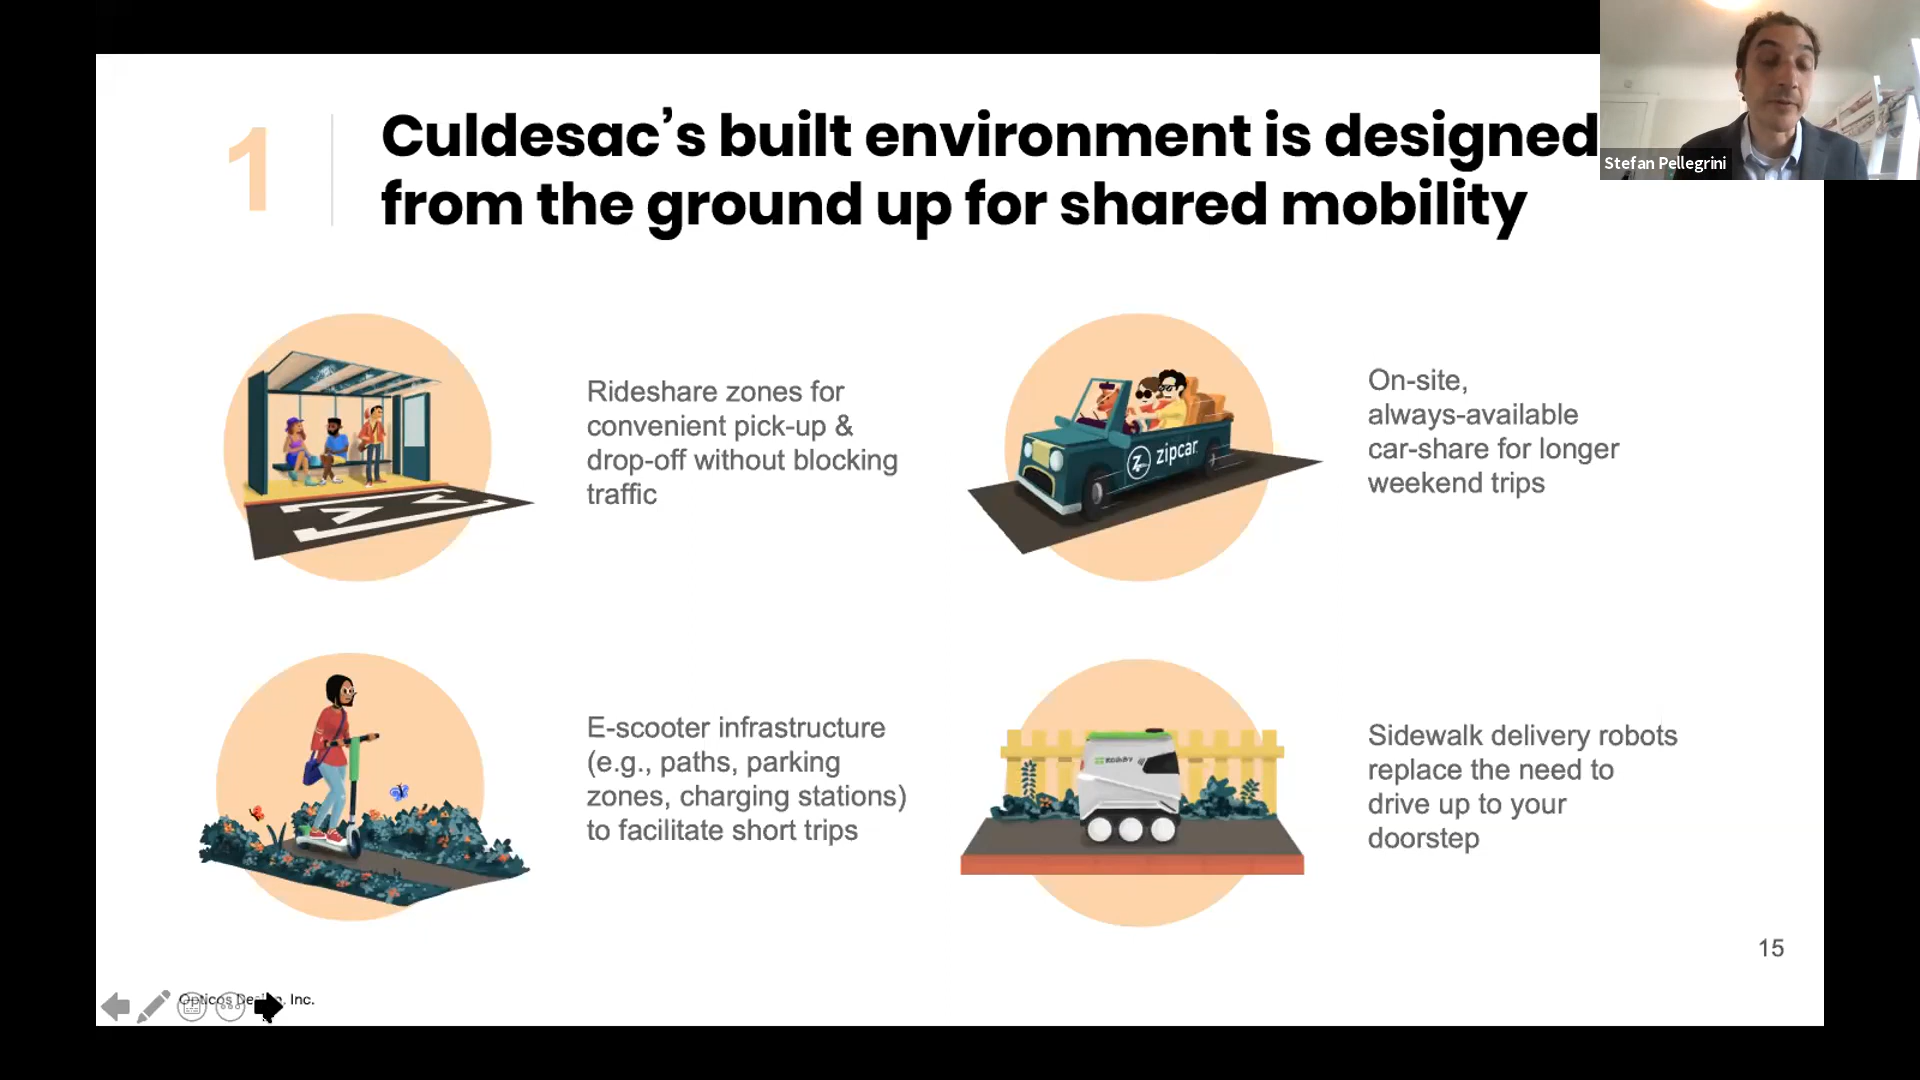 1
Culdesac’s built environment is designed
from the ground up for shared mobility
Stefan Pellegrini
Rideshare zones for
convenient pick-up &
drop-off without blocking
traffic
zipcar
On-site,
always-available
car-share for longer
weekend trips
E-scooter infrastructure
(e.g., paths, parking
zones, charging stations)
to facilitate short trips
Sidewalk delivery robots
replace the need to
drive up to your
doorstep
15
Opticos Design, Inc.